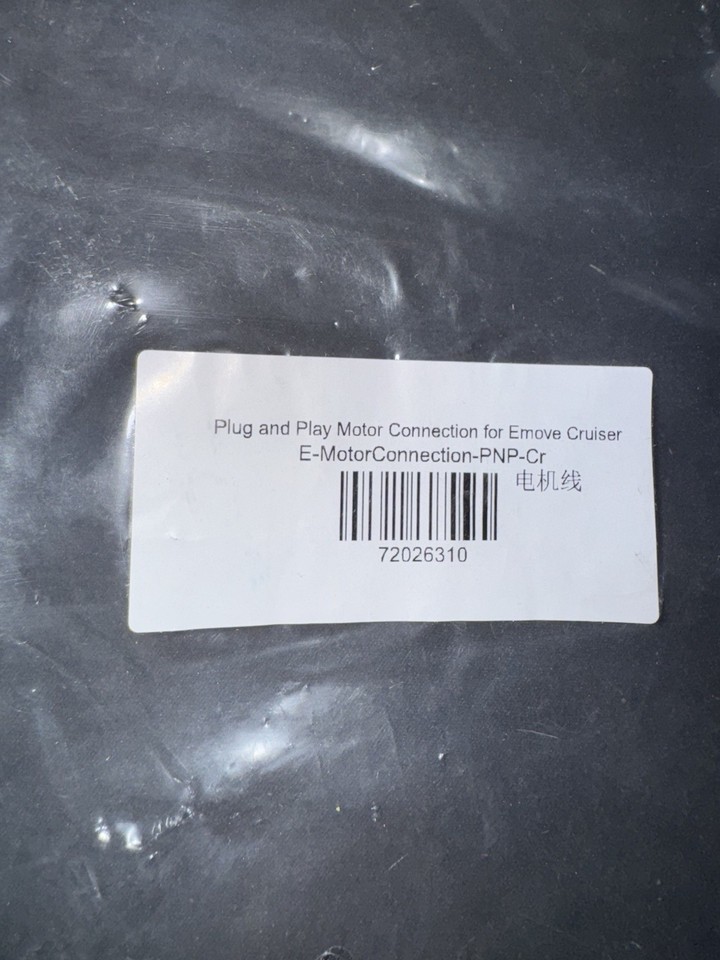 Plug and Play Motor Connection for Emove Cruiser
E-MotorConnection-PNP-Cr
电机线
72026310